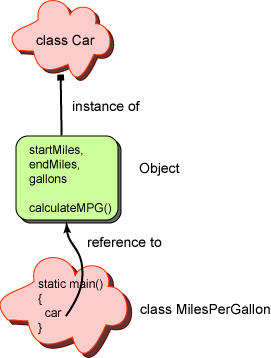 class Car
instance of
startMiles,
endMiles,
gallons
calculateMPG()
Object
reference to
static main()
{
car
}
class MilesPerGallon